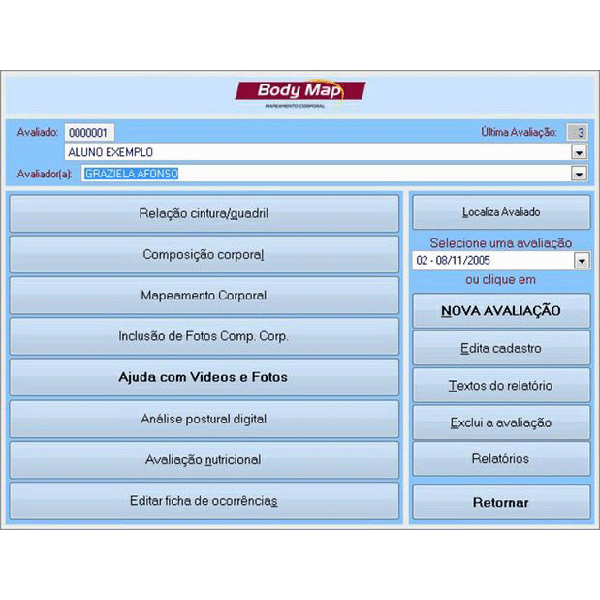 Body Map
MAPEAMENTO CORPORAL
Avaliado: 0000001
Última Avaliação: 3
ALUNO EXEMPLO
Avaliador(a): GRAZIELA AFONSO
Relação cintura/quadril
Composição corporal
Mapeamento Corporal
Inclusão de Fotos Comp. Corp.
Ajuda com Videos e Fotos
Análise postural digital
Avaliação nutricional
Editar ficha de ocorrências
Localiza Avaliado
Selecione uma avaliação
02 - 08/11/2005
ou clique em
NOVA AVALIAÇÃO
Edita cadastro
Textos do relatório
Exclui a avaliação
Relatórios
Retornar